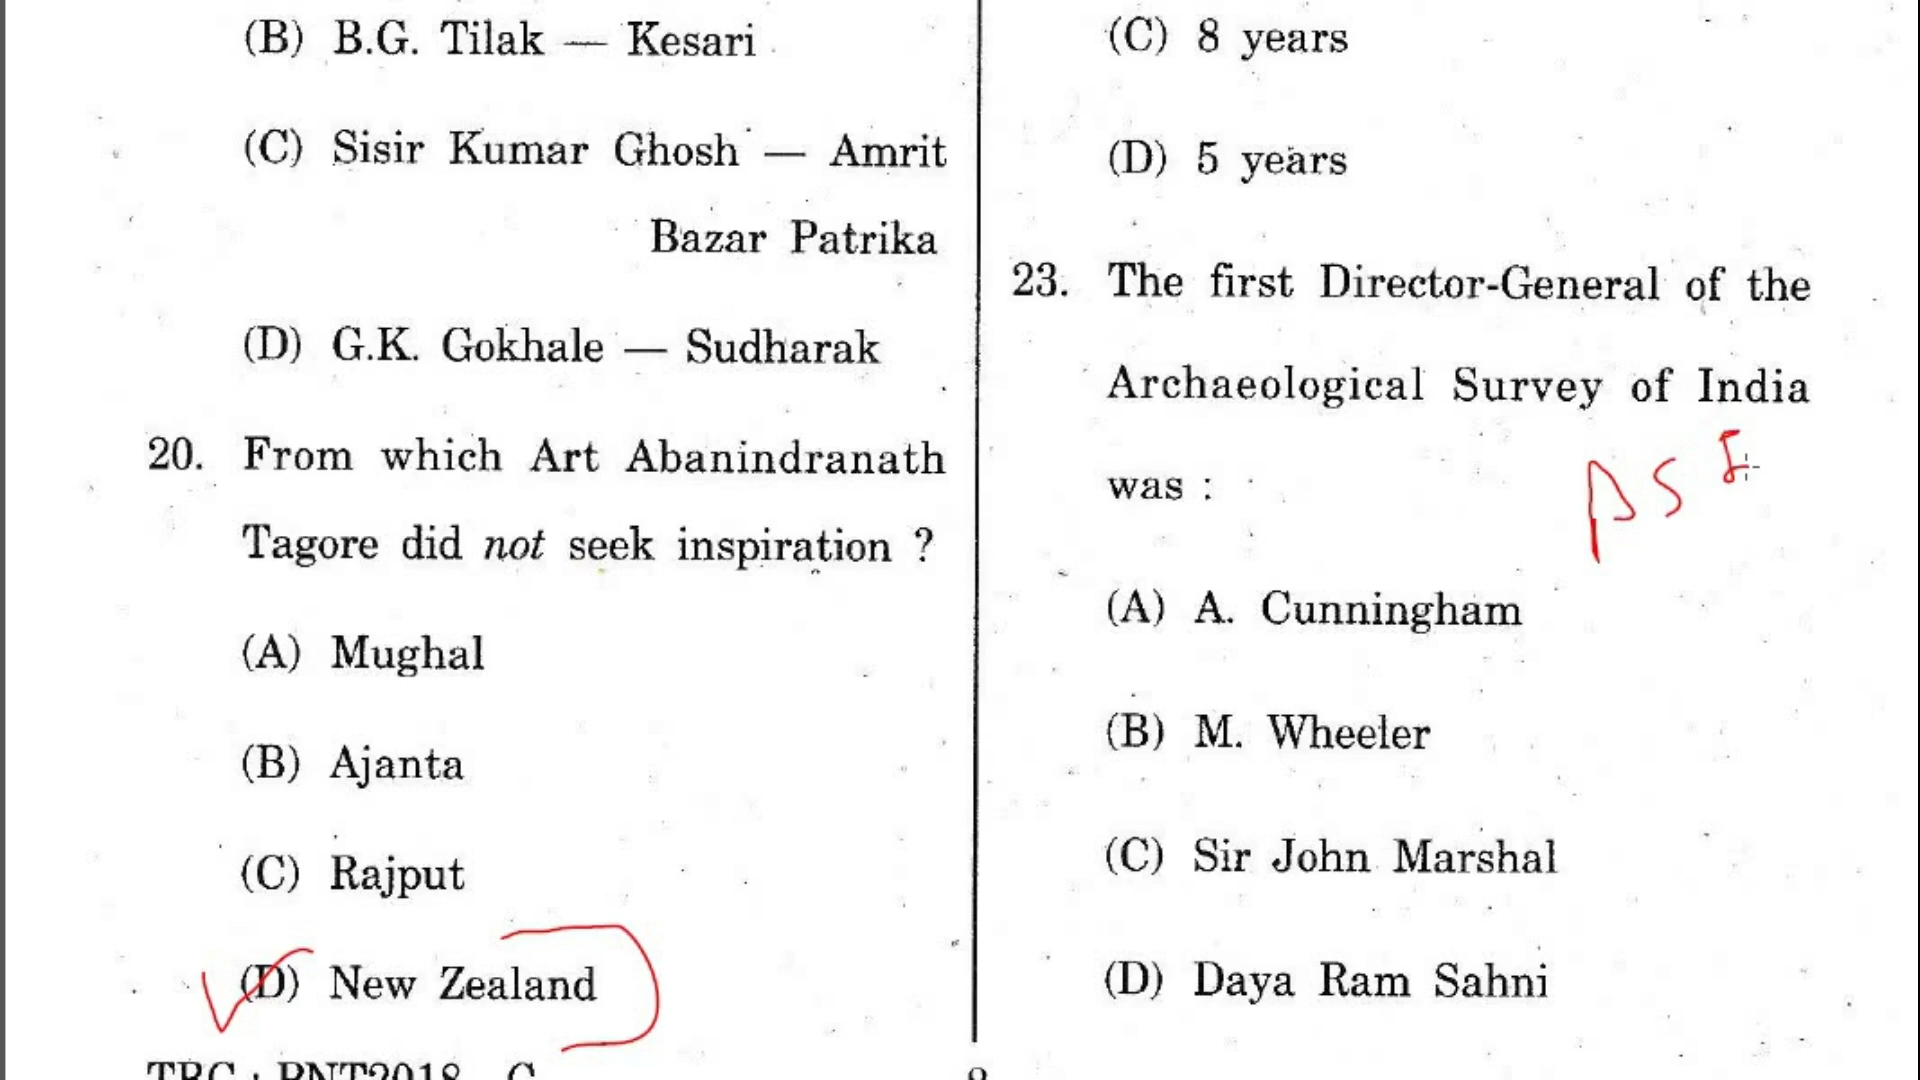 (B) B.G. Tilak — Kesari
(C) Sisir Kumar Ghosh — Amrit
Bazar Patrika
(D) G.K. Gokhale — Sudharak
20. From which Art Abanindranath
Tagore did not seek inspiration ?
(A) Mughal
(B) Ajanta
(C) Rajput
(D) New Zealand
(C) 8 years
(D) 5 years
23. The first Director-General of the
Archaeological Survey of India
was :
ASI
(A) A. Cunningham
(B) M. Wheeler
(C) Sir John Marshal
(D) Daya Ram Sahni